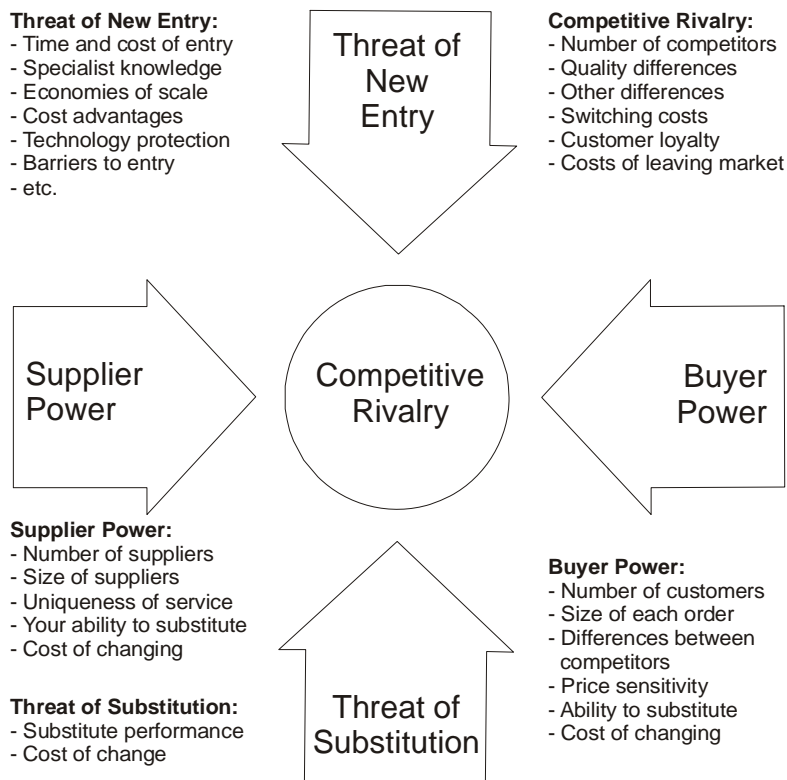 Threat of New Entry:
- Time and cost of entry
- Specialist knowledge
- Economies of scale
- Cost advantages
- Technology protection
- Barriers to entry
- etc.
Threat of
New
Entry
Competitive Rivalry:
- Number of competitors
- Quality differences
- Other differences
- Switching costs
- Customer loyalty
- Costs of leaving market
Supplier
Power
Competitive
Rivalry
Buyer
Power
Supplier Power:
- Number of suppliers
- Size of suppliers
- Uniqueness of service
- Your ability to substitute
- Cost of changing
Threat of Substitution:
- Substitute performance
- Cost of change
Threat of
Substitution
Buyer Power:
- Number of customers
- Size of each order
- Differences between
competitors
- Price sensitivity
- Ability to substitute
- Cost of changing